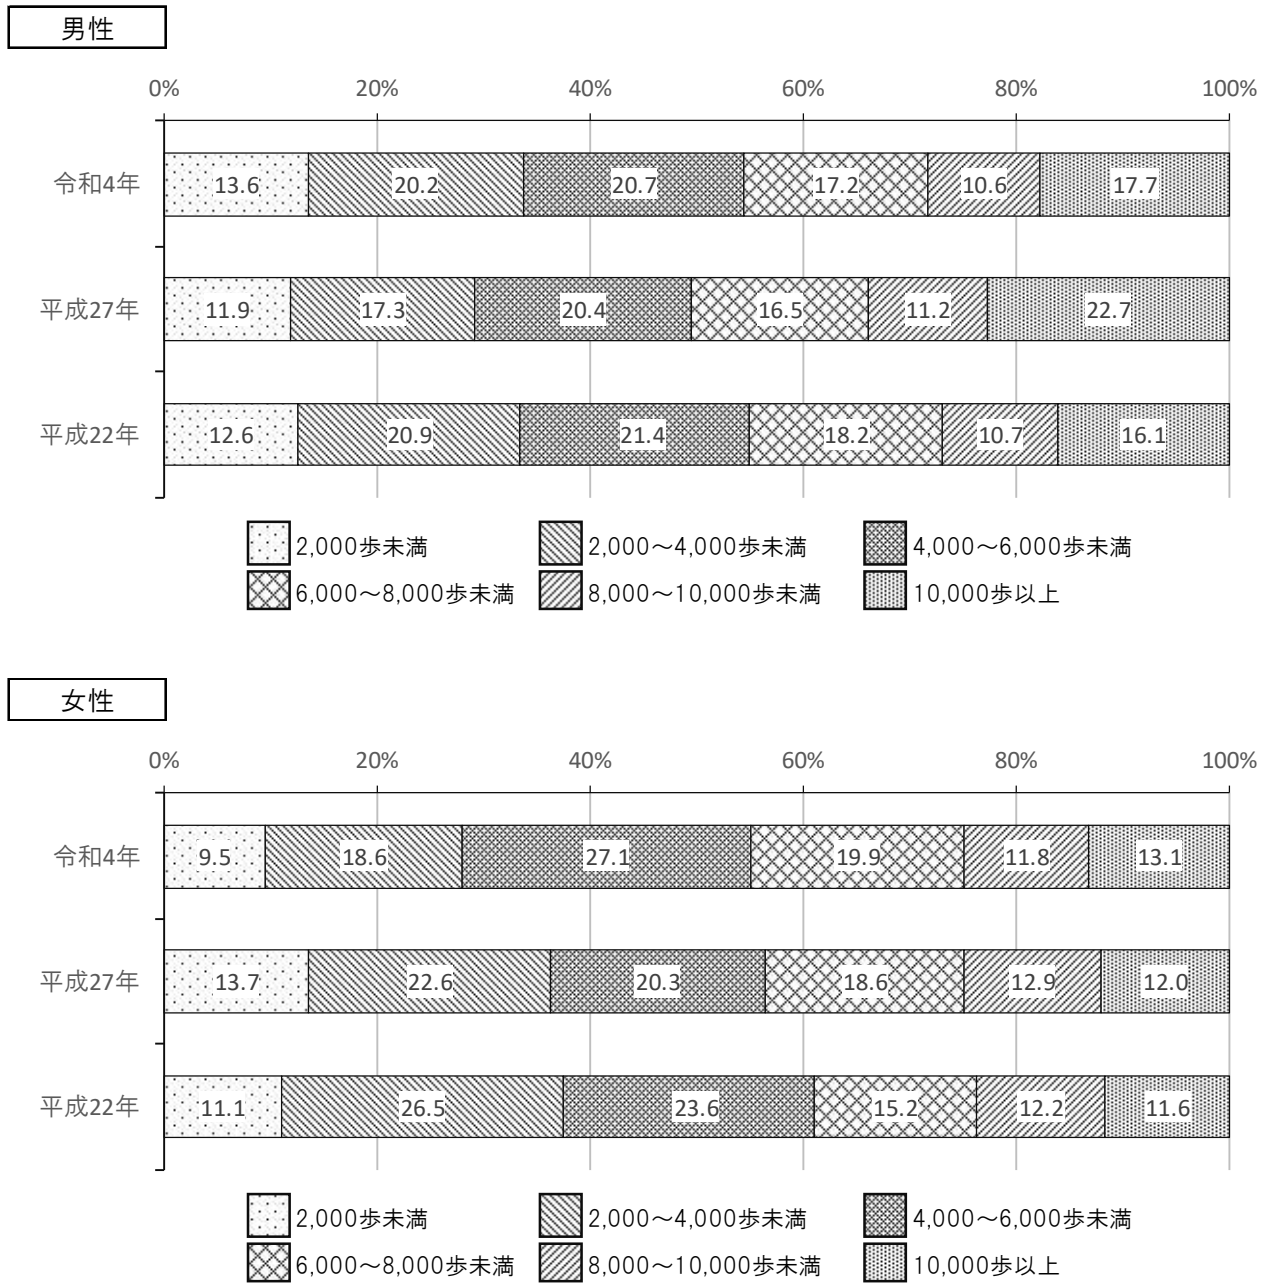 男性
0% 20% 40% 60% 80% 100%
令和4年 13.6 20.2 20.7 17.2 10.6 17.7
平成27年 11.9 17.3 20.4 16.5 11.2 22.7
平成22年 12.6 20.9 21.4 18.2 10.7 16.1
2,000歩未満 2,000～4,000歩未満 4,000～6,000歩未満
6,000～8,000歩未満 8,000～10,000歩未満 10,000歩以上
女性
0% 20% 40% 60% 80% 100%
令和4年 9.5 18.6 27.1 19.9 11.8 13.1
平成27年 13.7 22.6 20.3 18.6 12.9 12.0
平成22年 11.1 26.5 23.6 15.2 12.2 11.6
2,000歩未満 2,000～4,000歩未満 4,000～6,000歩未満
6,000～8,000歩未満 8,000～10,000歩未満 10,000歩以上